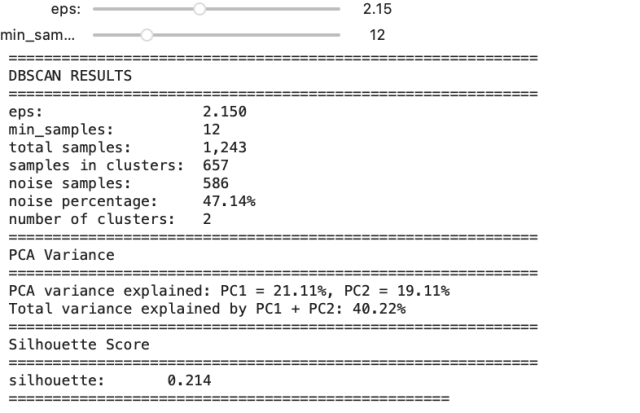 eps: 2.15
min_sam... 12
============================================================
DBSCAN RESULTS
============================================================
eps: 2.150
min_samples: 12
total samples: 1,243
samples in clusters: 657
noise samples: 586
noise percentage: 47.14%
number of clusters: 2
============================================================
PCA Variance
============================================================
PCA variance explained: PC1 = 21.11%, PC2 = 19.11%
Total variance explained by PC1 + PC2: 40.22%
============================================================
Silhouette Score
============================================================
silhouette: 0.214
==================================================